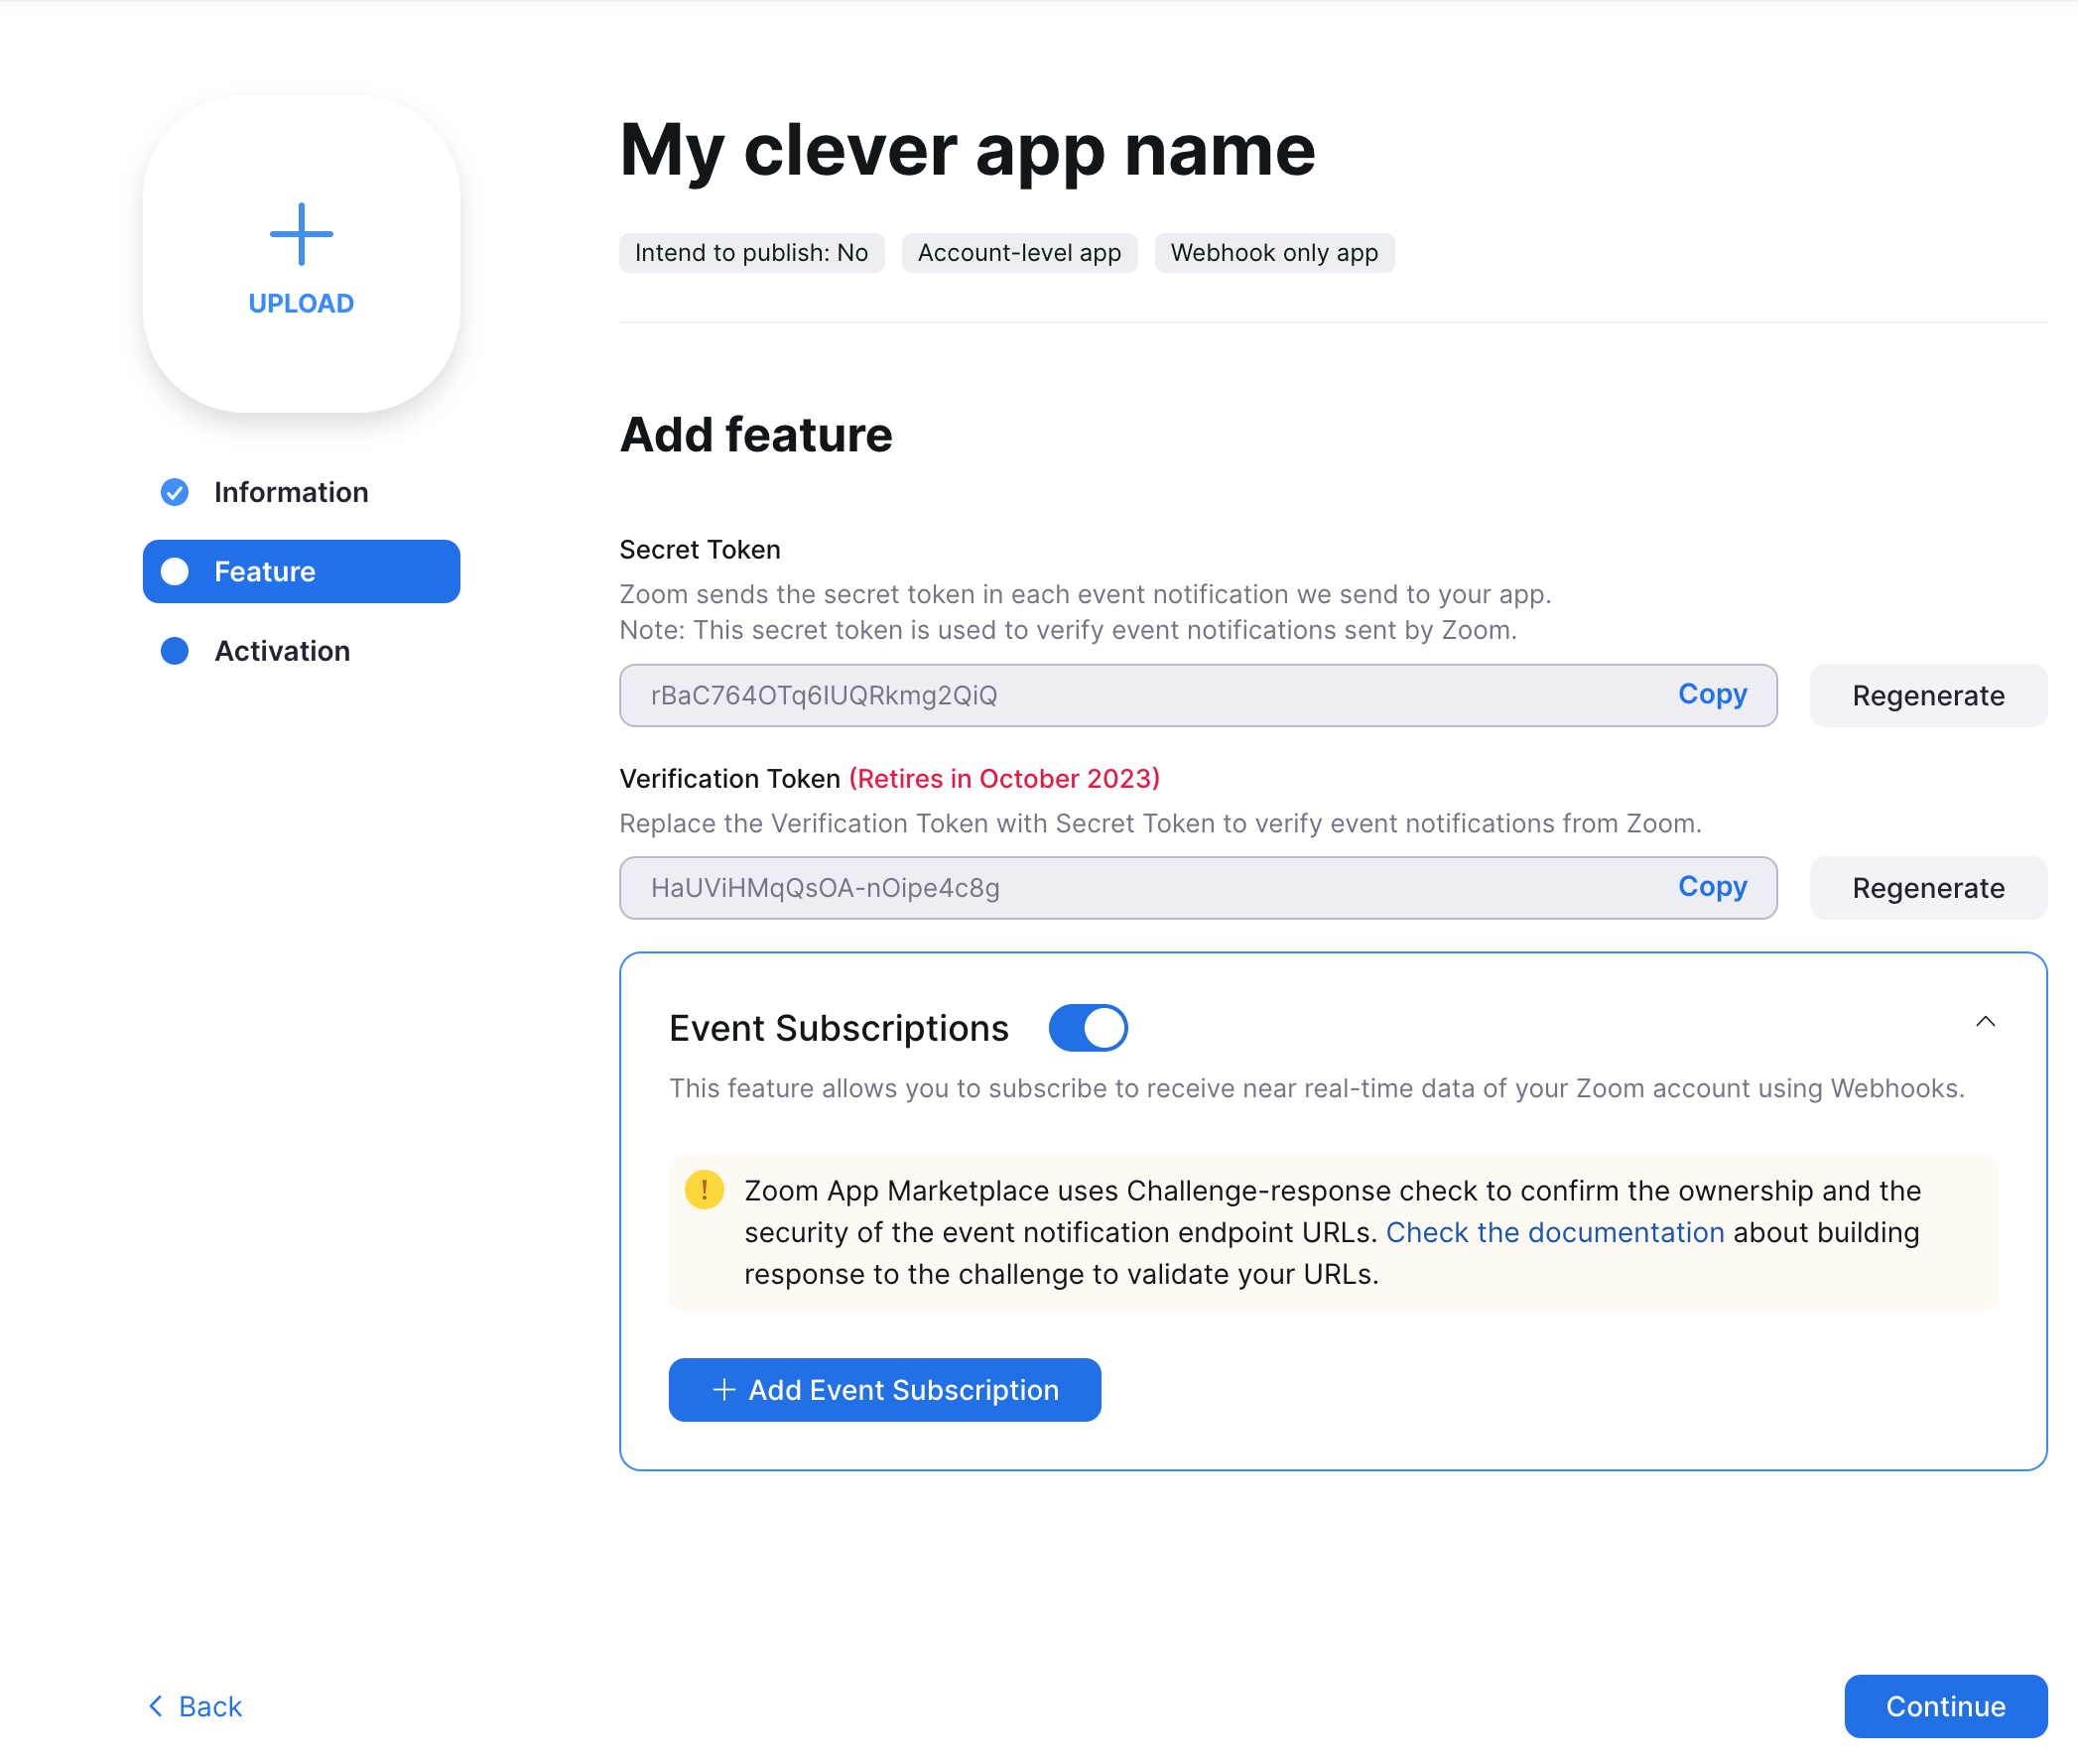 My clever app name
Intend to publish: No
Account-level app
Webhook only app
UPLOAD
Information
Feature
Activation
Add feature
Secret Token
Zoom sends the secret token in each event notification we send to your app.
Note: This secret token is used to verify event notifications sent by Zoom.
rBaC764OTq6IUQRkmg2QiQ
Copy
Regenerate
Verification Token (Retires in October 2023)
Replace the Verification Token with Secret Token to verify event notifications from Zoom.
HaUViHMqQsOA-nOipe4c8g
Copy
Regenerate
Event Subscriptions
This feature allows you to subscribe to receive near real-time data of your Zoom account using Webhooks.
Zoom App Marketplace uses Challenge-response check to confirm the ownership and the
security of the event notification endpoint URLs. Check the documentation about building
response to the challenge to validate your URLs.
Add Event Subscription
Back
Continue